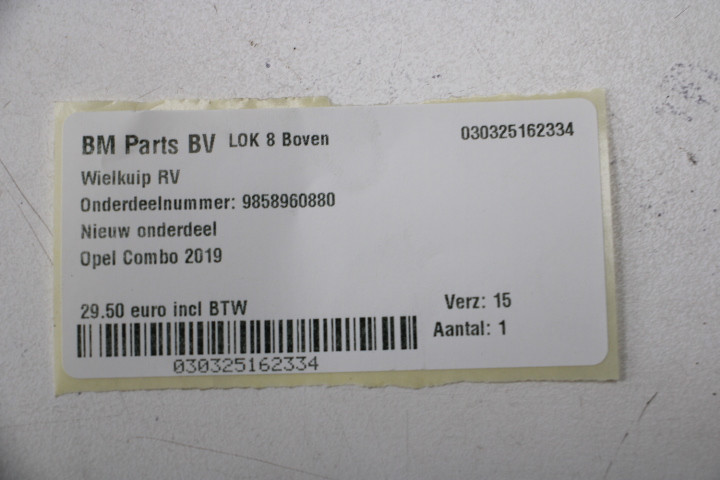 BM Parts BV LOK 8 Boven 030325162334
Wielkuip RV
Onderdeelnummer: 9858960880
Nieuw onderdeel
Opel Combo 2019
29.50 euro incl BTW Verz: 15
Aantal: 1
030325162334